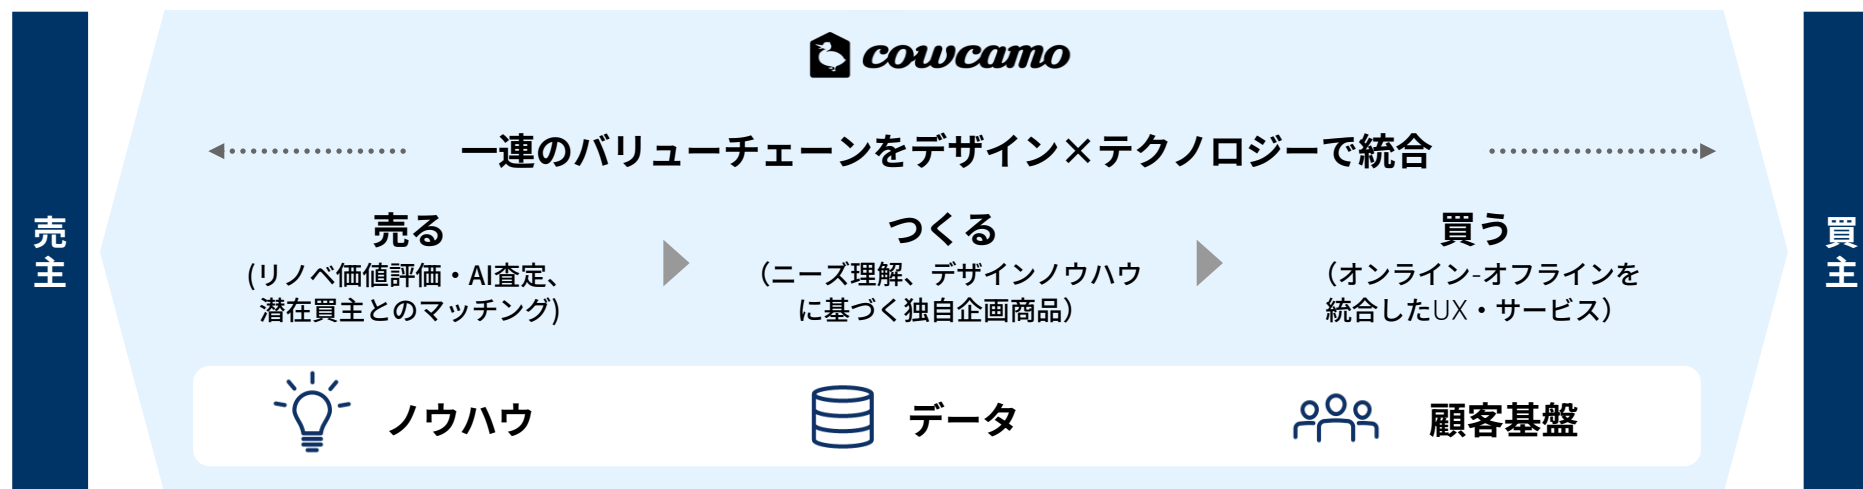 cowcamo
一連のバリューチェーンをデザイン×テクノロジーで統合
売主
売る
(リノベ価値評価・AI査定、
潜在買主とのマッチング)
つくる
（ニーズ理解、デザインノウハウ
に基づく独自企画商品）
買う
（オンライン-オフラインを
統合したUX・サービス）
買主
ノウハウ
データ
顧客基盤